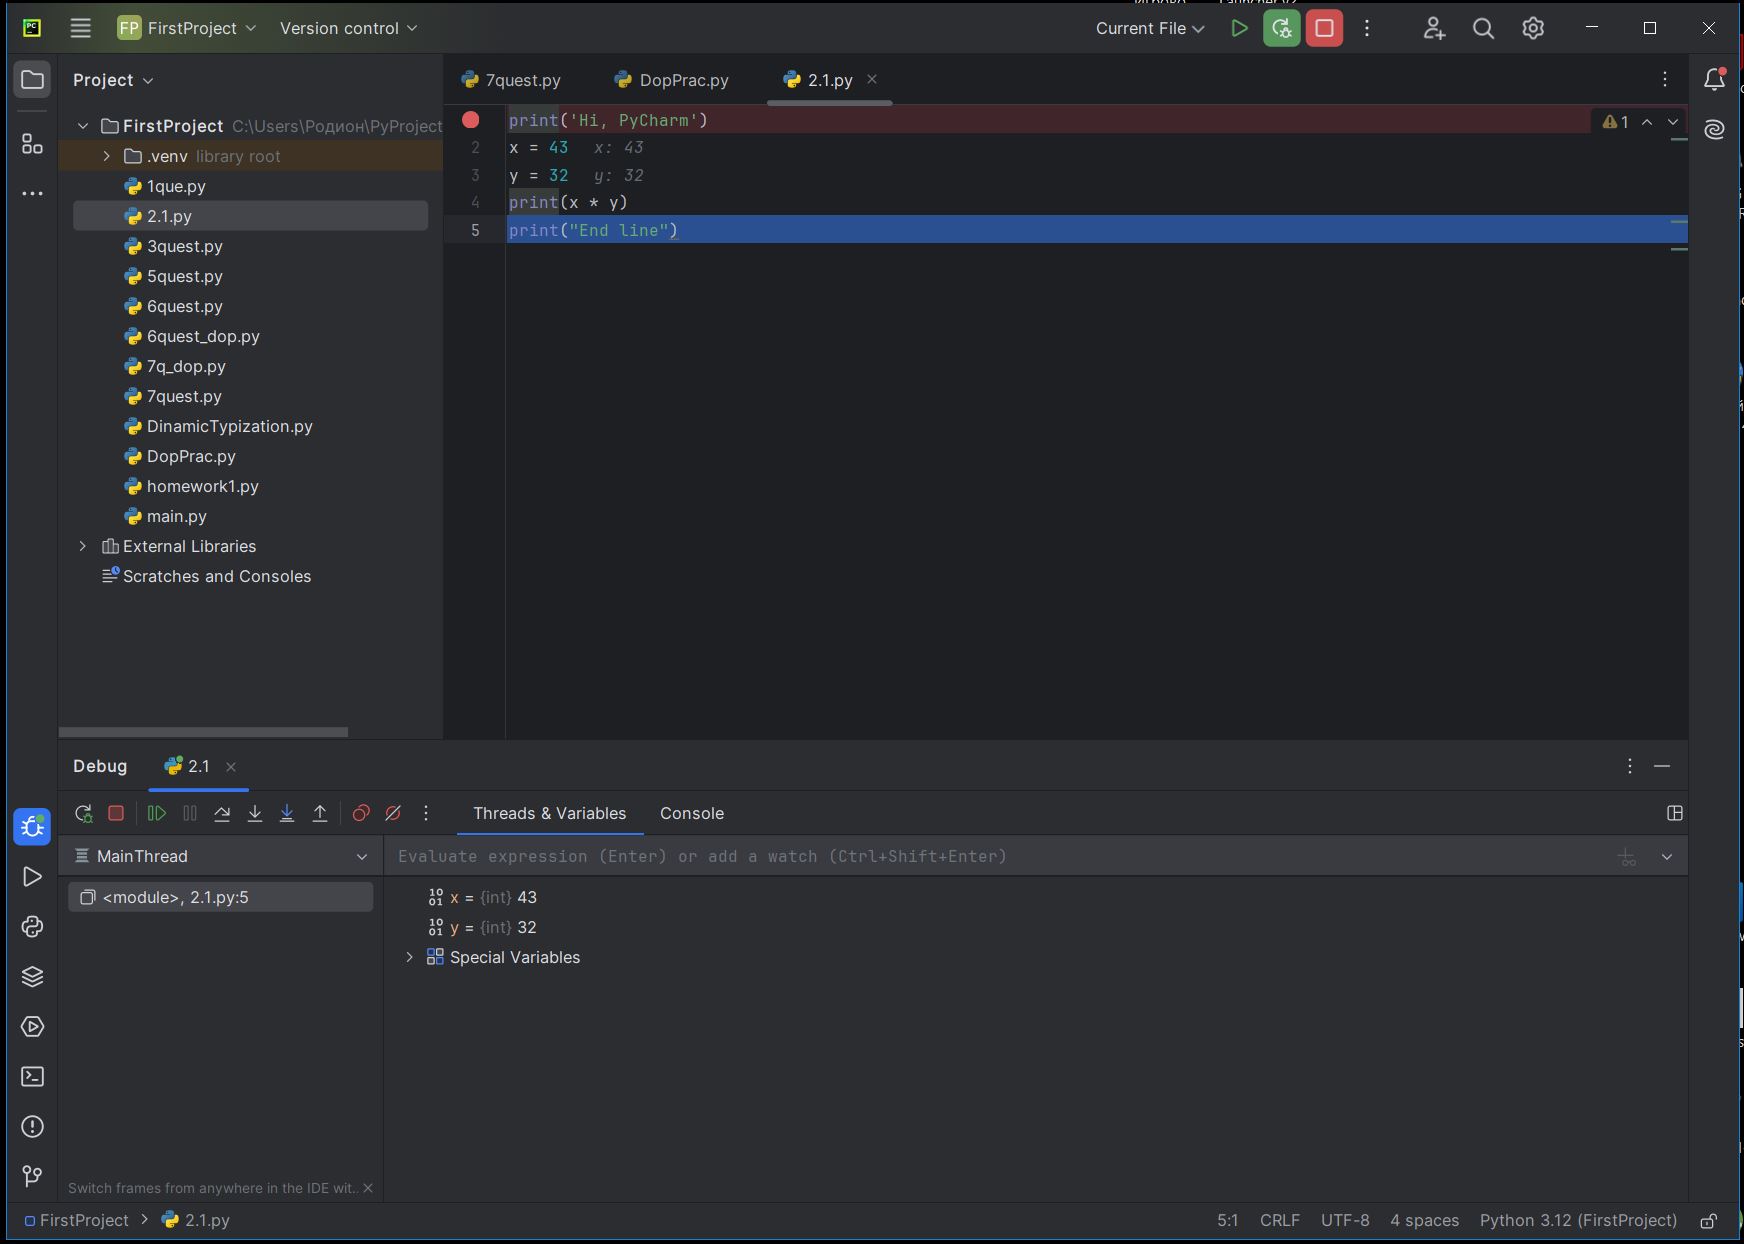 FP FirstProject Version control Current File
Project
7quest.py DopPrac.py 2.1.py
FirstProject C:\Users\Родион\PyProject
.venv library root
1que.py
2.1.py
3quest.py
5quest.py
6quest.py
6quest_dop.py
7q_dop.py
7quest.py
DinamicTypization.py
DopPrac.py
homework1.py
main.py
External Libraries
Scratches and Consoles
print('Hi, PyCharm') 1
2 x = 43 x: 43
3 y = 32 y: 32
4 print(x * y)
5 print("End line")
Debug 2.1
Threads & Variables Console
MainThread
Evaluate expression (Enter) or add a watch (Ctrl+Shift+Enter)
<module>, 2.1.py:5
x = {int} 43
y = {int} 32
Special Variables
Switch frames from anywhere in the IDE wit..
FirstProject 2.1.py 5:1 CRLF UTF-8 4 spaces Python 3.12 (FirstProject)